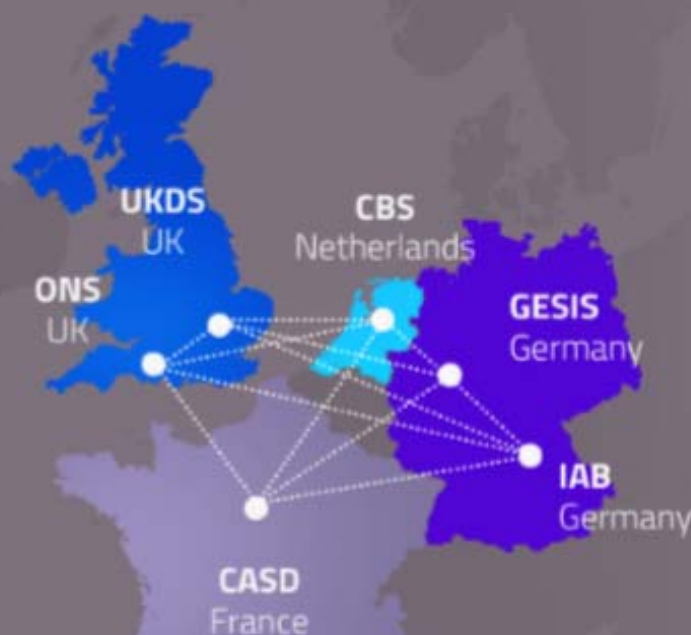 UKDS
UK
CBS
Netherlands
ONS
UK
GESIS
Germany
IAB
Germany
CASD
France